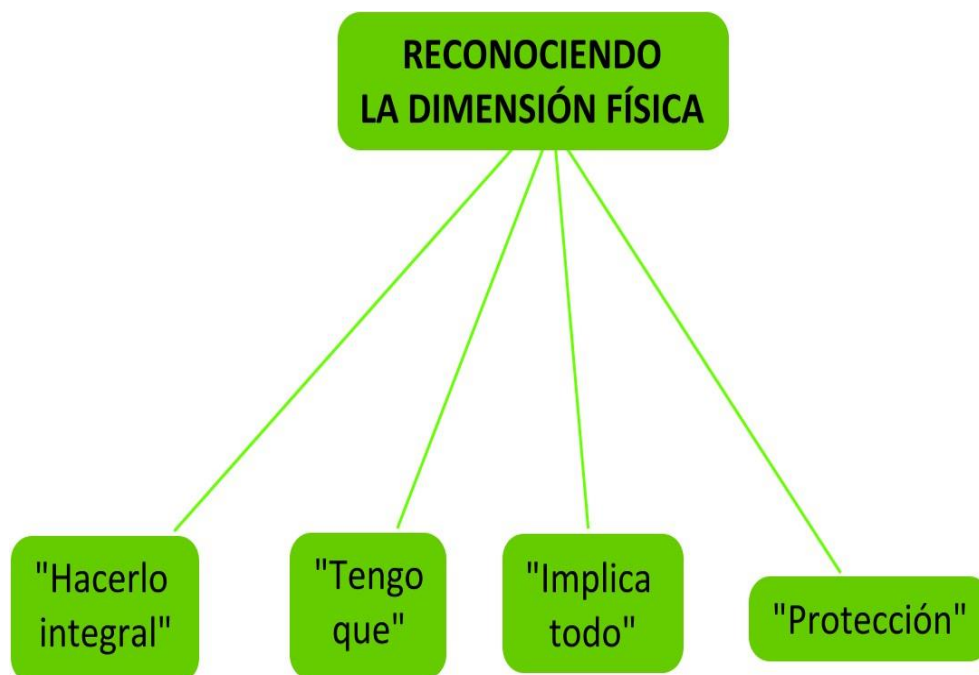 RECONOCIENDO
LA DIMENSIÓN FÍSICA
"Hacerlo
integral"
"Tengo
que"
"Implica
todo"
"Protección"